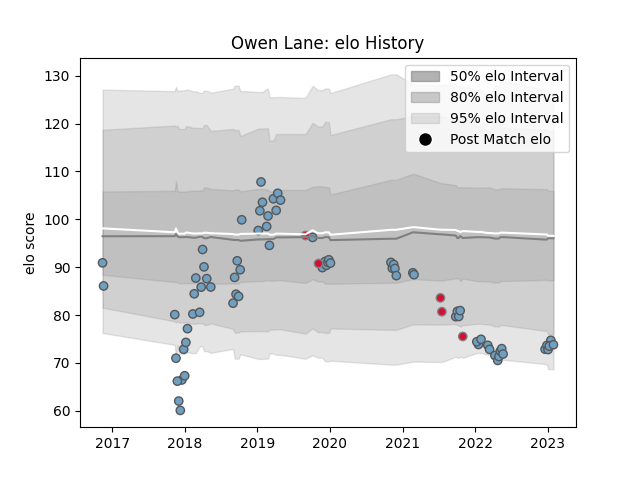 Owen Lane: elo History
50% elo Interval
80% elo Interval
95% elo Interval
Post Match elo
elo score
130
120
110
100
90
80
70
60
2017 2018 2019 2020 2021 2022 2023